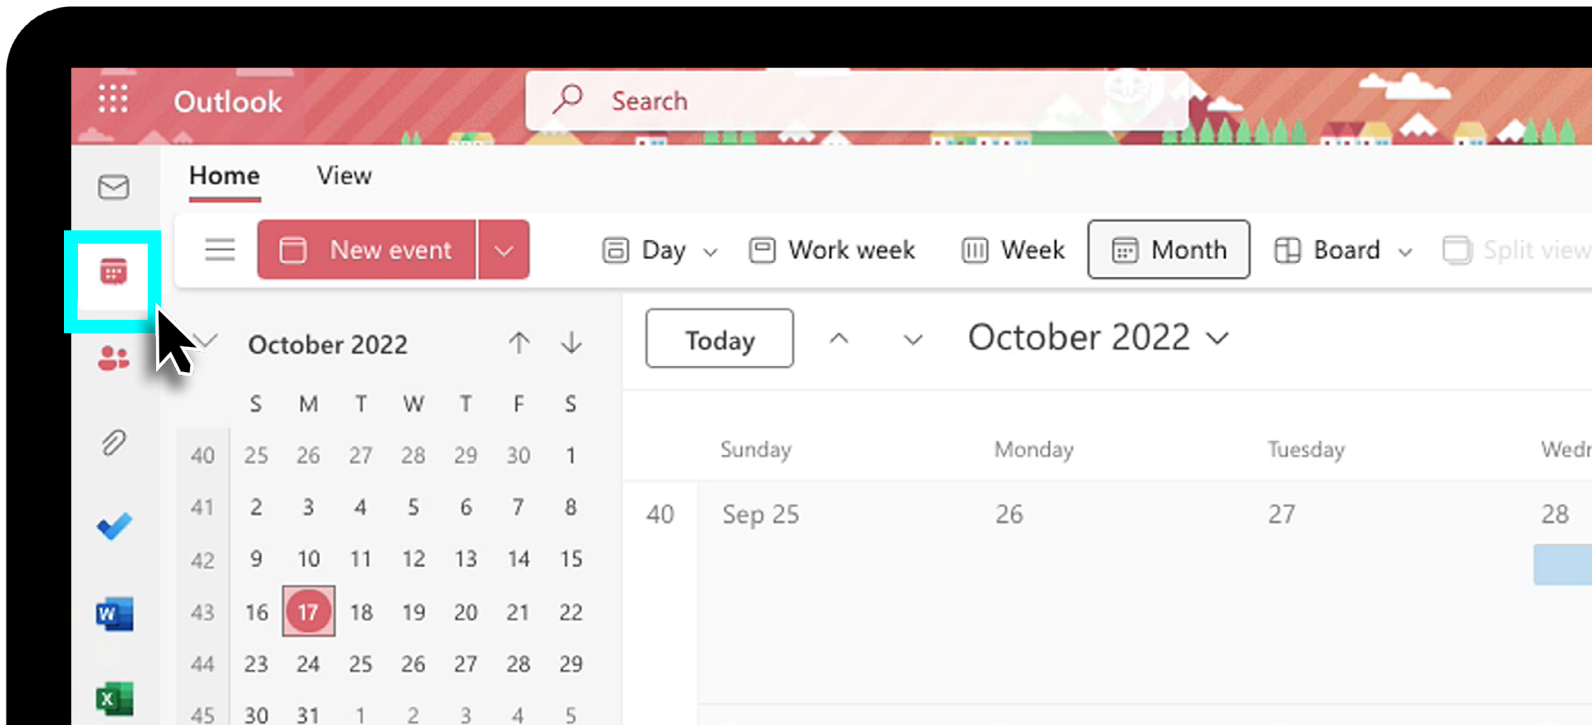 Outlook
Search
Home View
New event Day Work week Week Month Board Split view
October 2022
Today October 2022
S M T W T F S
40 25 26 27 28 29 30 1
41 2 3 4 5 6 7 8
42 9 10 11 12 13 14 15
43 16 17 18 19 20 21 22
44 23 24 25 26 27 28 29
45 30 31 1 2 3 4 5
Sunday Monday Tuesday Wedn
40 Sep 25 26 27 28
W
X